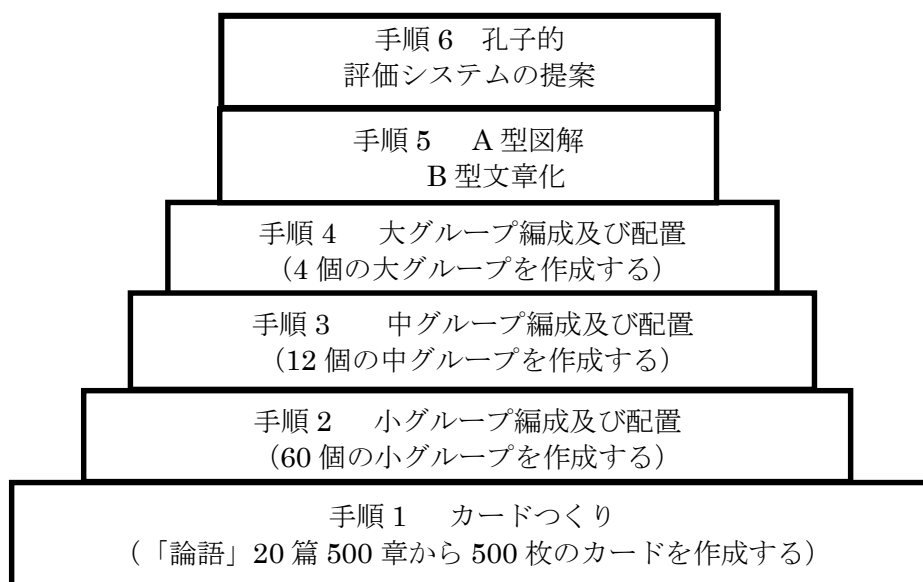 手順 6　孔子的
評価システムの提案
手順 5　A 型図解
B 型文章化
手順 4　大グループ編成及び配置
（4 個の大グループを作成する）
手順 3　中グループ編成及び配置
（12 個の中グループを作成する）
手順 2　小グループ編成及び配置
（60 個の小グループを作成する）
手順 1　カードつくり
（「論語」20 篇 500 章から 500 枚のカードを作成する）